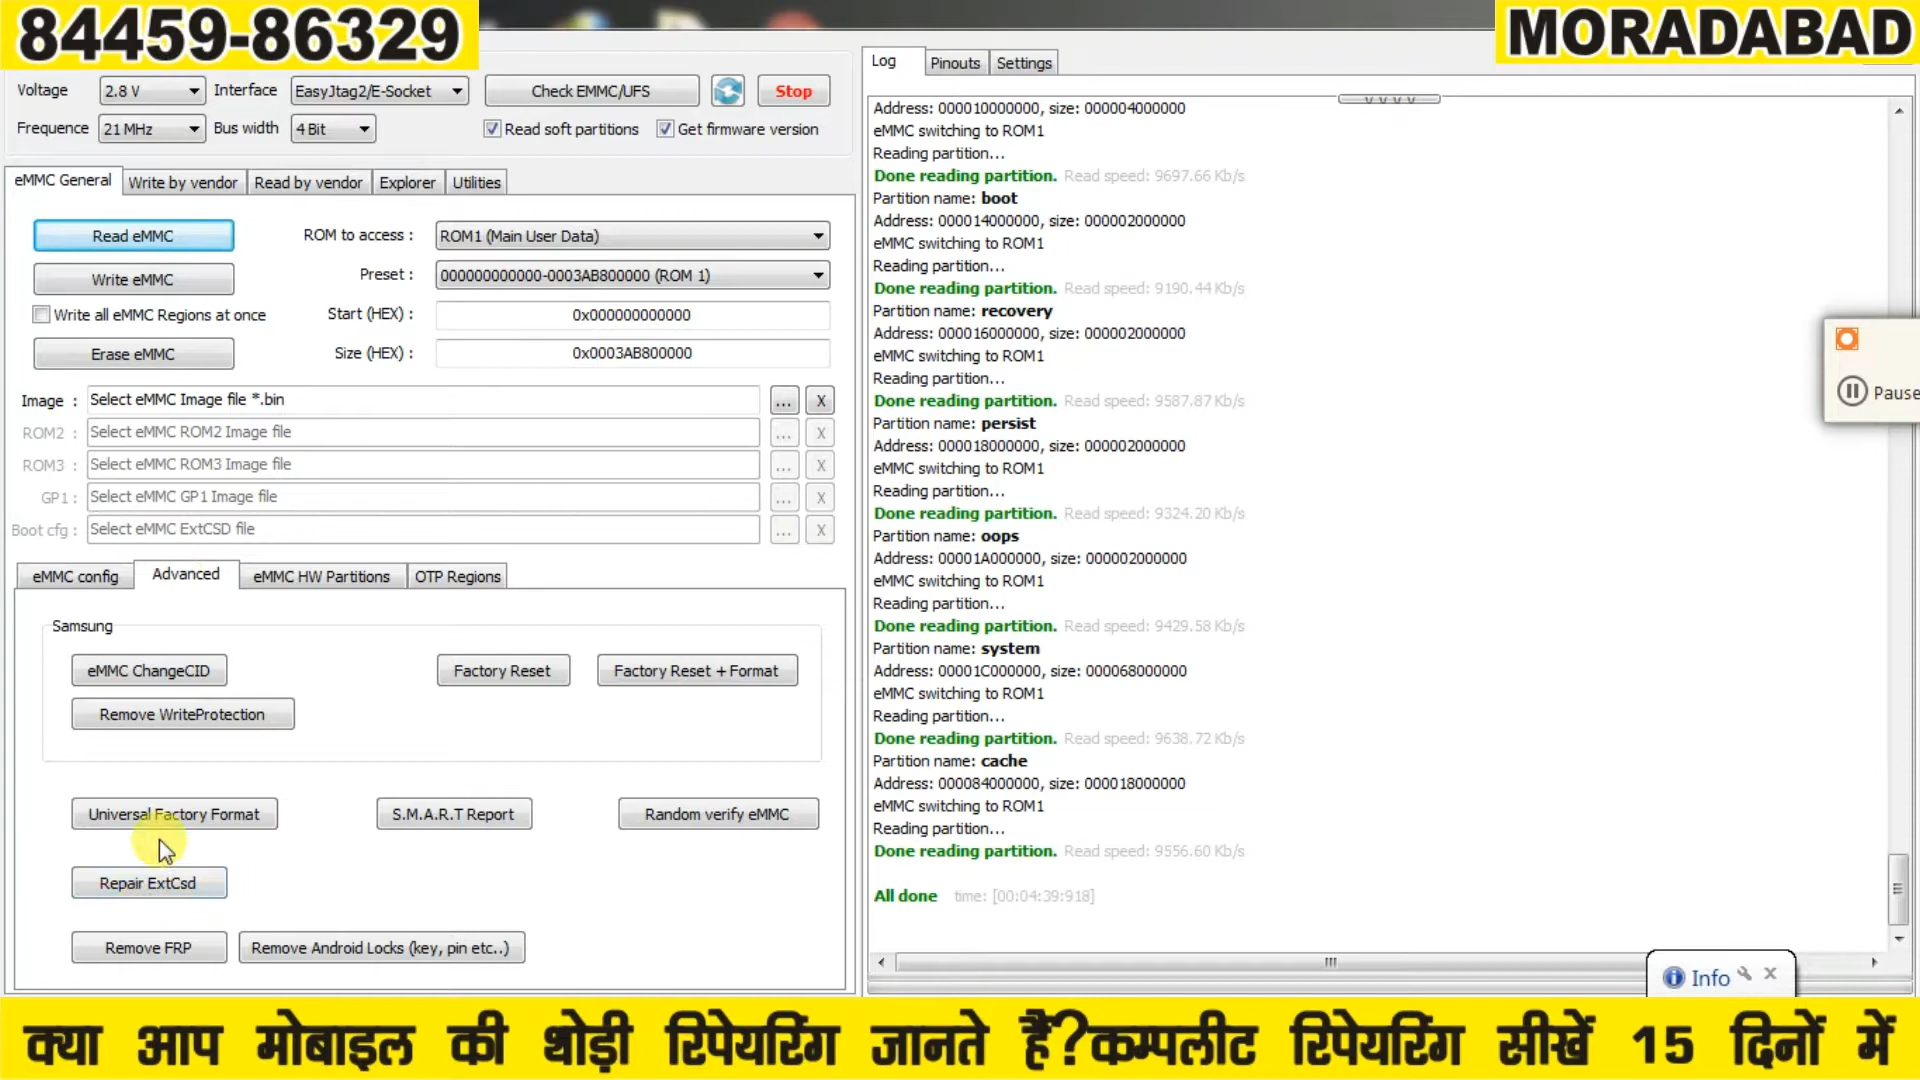 84459-86329
MORADABAD
Voltage 2.8 V Interface EasyJtag2/E-Socket Check EMMC/UFS Stop
Frequency 21 MHz Bus width 4 Bit Read soft partitions Get firmware version
eMMC General Write by vendor Read by vendor Explorer Utilities
Read eMMC ROM to access : ROM1 (Main User Data)
Write eMMC Preset : 000000000000-0003AB800000 (ROM 1)
Write all eMMC Regions at once Start (HEX) : 0x000000000000
Erase eMMC Size (HEX) : 0x0003AB800000
Image : Select eMMC Image file *.bin ... X
ROM2 : Select eMMC ROM2 Image file ... X
ROM3 : Select eMMC ROM3 Image file ... X
GP1 : Select eMMC GP1 Image file ... X
Boot cfg : Select eMMC ExtCSD file ... X
eMMC config Advanced eMMC HW Partitions OTP Regions
Samsung
eMMC ChangeCID Factory Reset Factory Reset + Format
Remove WriteProtection
Universal Factory Format S.M.A.R.T Report Random verify eMMC
Repair ExtCsd
Remove FRP Remove Android Locks (key, pin etc..)
Log Pinouts Settings
Address: 000010000000, size: 000004000000
eMMC switching to ROM1
Reading partition...
Done reading partition. Read speed: 9697.66 Kb/s
Partition name: boot
Address: 000014000000, size: 000002000000
eMMC switching to ROM1
Reading partition...
Done reading partition. Read speed: 9190.44 Kb/s
Partition name: recovery
Address: 000016000000, size: 000002000000
eMMC switching to ROM1
Reading partition...
Done reading partition. Read speed: 9587.87 Kb/s
Partition name: persist
Address: 000018000000, size: 000002000000
eMMC switching to ROM1
Reading partition...
Done reading partition. Read speed: 9324.20 Kb/s
Partition name: oops
Address: 00001A000000, size: 000002000000
eMMC switching to ROM1
Reading partition...
Done reading partition. Read speed: 9429.58 Kb/s
Partition name: system
Address: 00001C000000, size: 000068000000
eMMC switching to ROM1
Reading partition...
Done reading partition. Read speed: 9638.72 Kb/s
Partition name: cache
Address: 000084000000, size: 000018000000
eMMC switching to ROM1
Reading partition...
Done reading partition. Read speed: 9556.60 Kb/s
All done time: [00:04:39:918]
Pause
Info
क्या आप मोबाइल की थोड़ी रिपेयरिंग जानते हैं?कम्पलीट रिपेयरिंग सीखें 15 दिनों में